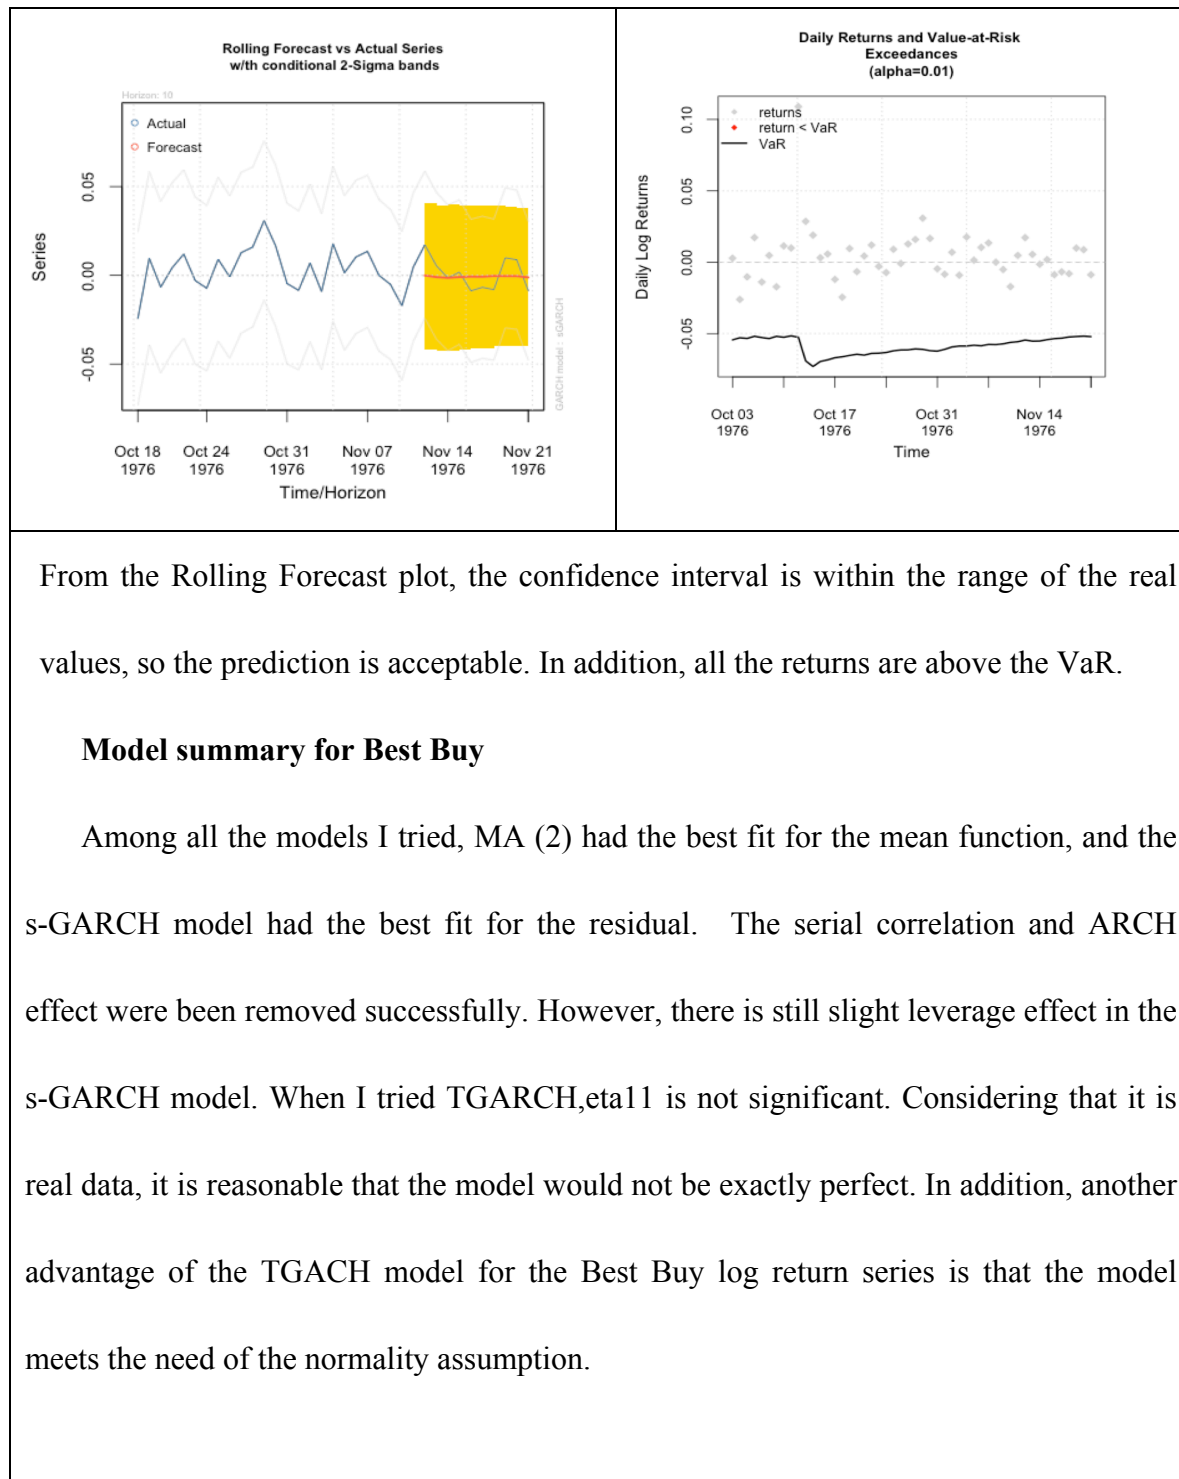 Rolling Forecast vs Actual Series
w/th conditional 2-Sigma bands
Horizon: 10
Actual
Forecast
Series
0.05
0.00
-0.05
GARCH model : sGARCH
Oct 18 Oct 24 Oct 31 Nov 07 Nov 14 Nov 21
1976 1976 1976 1976 1976 1976
Time/Horizon
Daily Returns and Value-at-Risk
Exceedances
(alpha=0.01)
returns
return < VaR
VaR
Daily Log Returns
0.10
0.05
0.00
-0.05
Oct 03 Oct 17 Oct 31 Nov 14
1976 1976 1976 1976
Time
From the Rolling Forecast plot, the confidence interval is within the range of the real
values, so the prediction is acceptable. In addition, all the returns are above the VaR.
Model summary for Best Buy
Among all the models I tried, MA (2) had the best fit for the mean function, and the
s-GARCH model had the best fit for the residual. The serial correlation and ARCH
effect were been removed successfully. However, there is still slight leverage effect in the
s-GARCH model. When I tried TGARCH,eta11 is not significant. Considering that it is
real data, it is reasonable that the model would not be exactly perfect. In addition, another
advantage of the TGACH model for the Best Buy log return series is that the model
meets the need of the normality assumption.